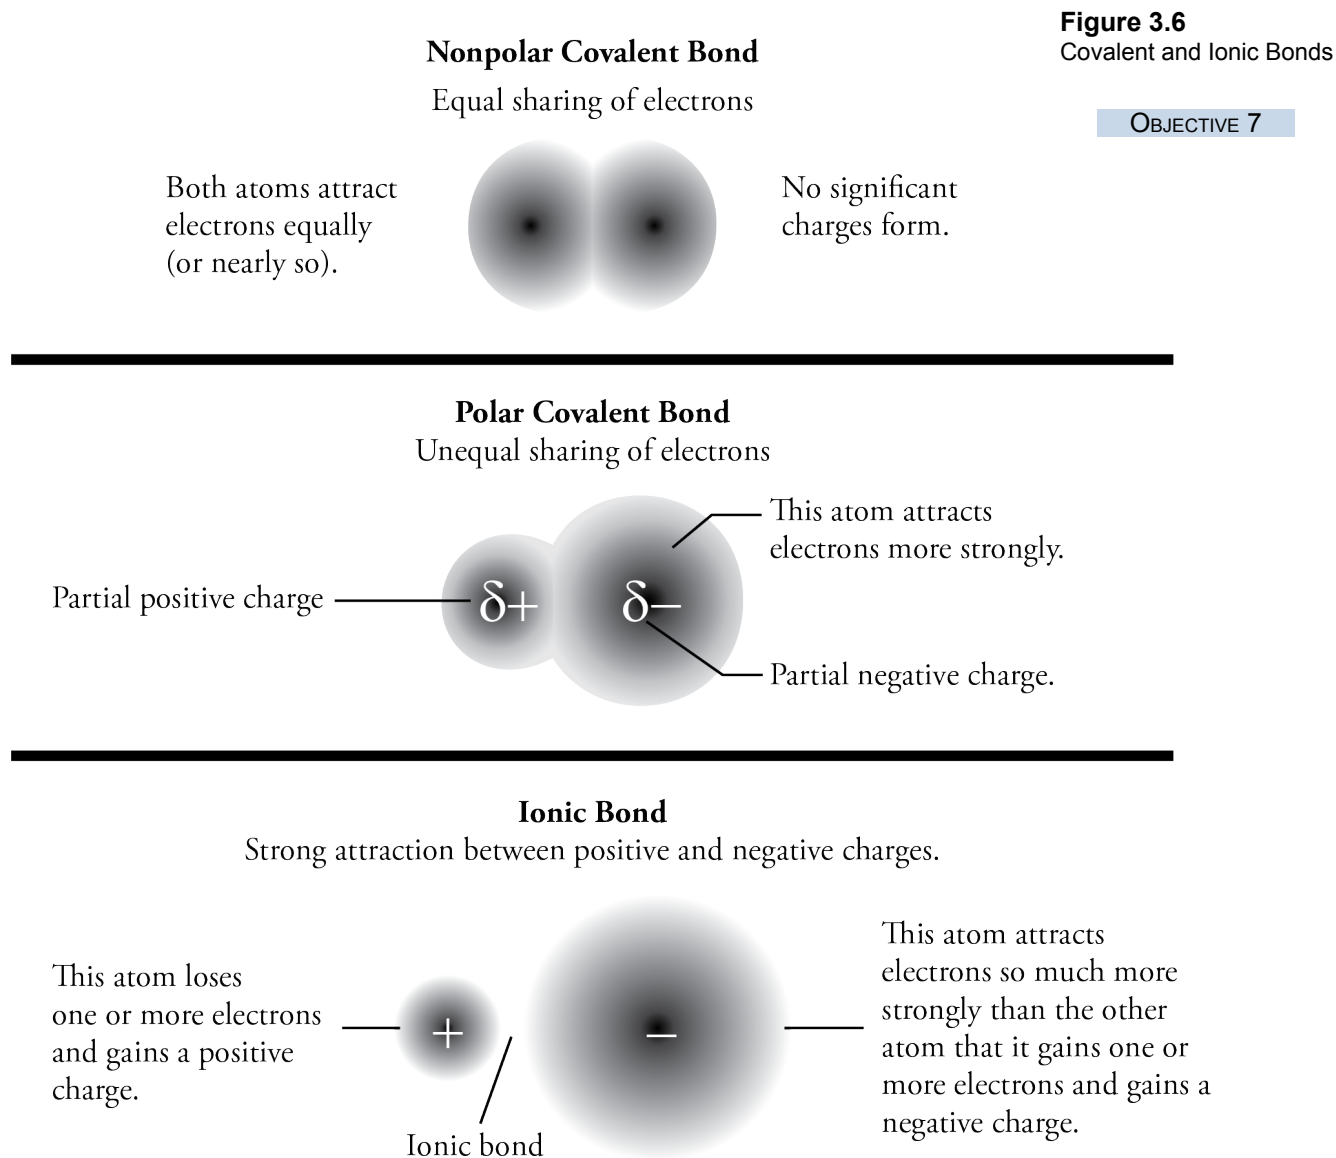 Figure 3.6
Covalent and Ionic Bonds
OBJECTIVE 7
Nonpolar Covalent Bond
Equal sharing of electrons
Both atoms attract
electrons equally
(or nearly so).
No significant
charges form.
Polar Covalent Bond
Unequal sharing of electrons
This atom attracts
electrons more strongly.
Partial positive charge
δ+
δ–
Partial negative charge.
Ionic Bond
Strong attraction between positive and negative charges.
This atom loses
one or more electrons
and gains a positive
charge.
+
–
Ionic bond
This atom attracts
electrons so much more
strongly than the other
atom that it gains one or
more electrons and gains a
negative charge.